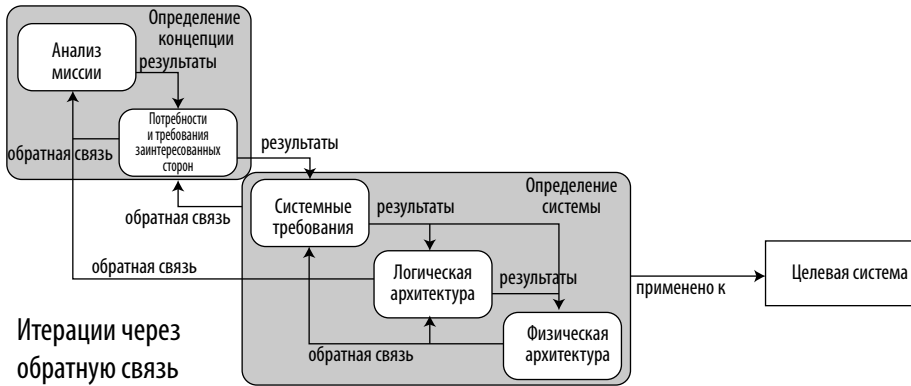 Определение
концепции
Анализ
миссии
результаты
Потребности
и требования
заинтересованных
сторон
обратная связь
результаты
Определение
системы
обратная связь
Системные
требования
результаты
обратная связь
Логическая
архитектура
результаты
применено к
Целевая система
Итерации через
обратную связь
обратная связь
Физическая
архитектура